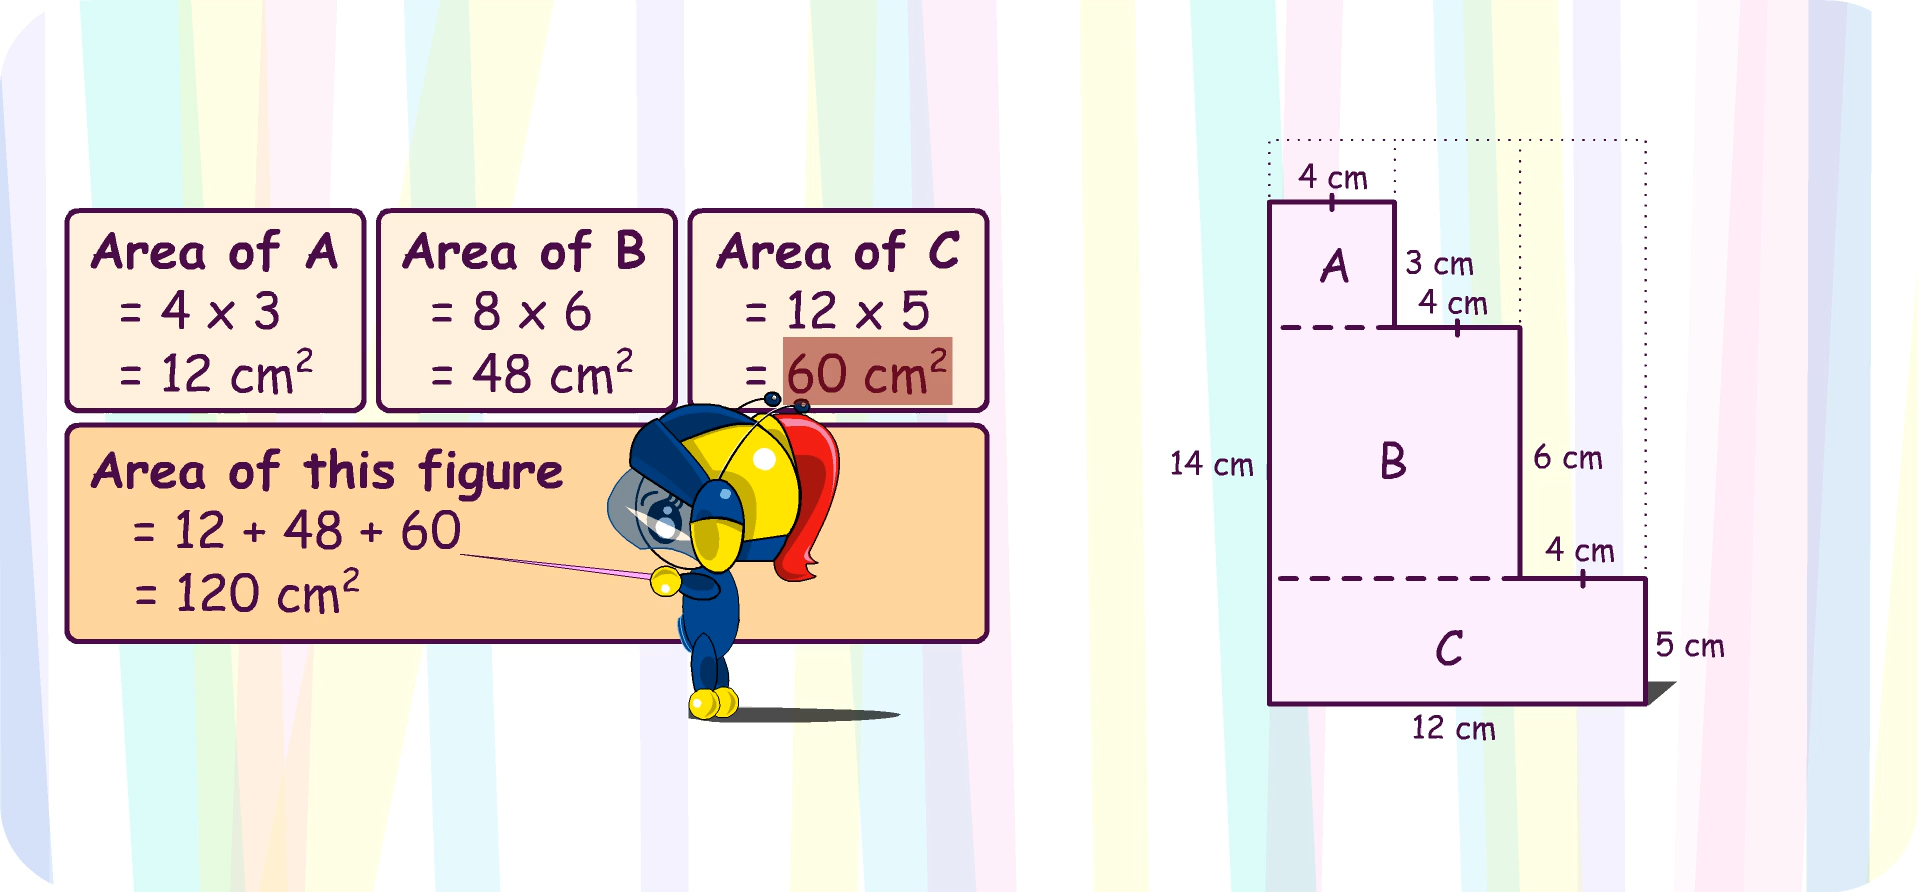 Area of A
= 4 x 3
= 12 cm²
Area of B
= 8 x 6
= 48 cm²
Area of C
= 12 x 5
= 60 cm²
Area of this figure
= 12 + 48 + 60
= 120 cm²
4 cm
A
3 cm
4 cm
14 cm
B
6 cm
4 cm
C
5 cm
12 cm